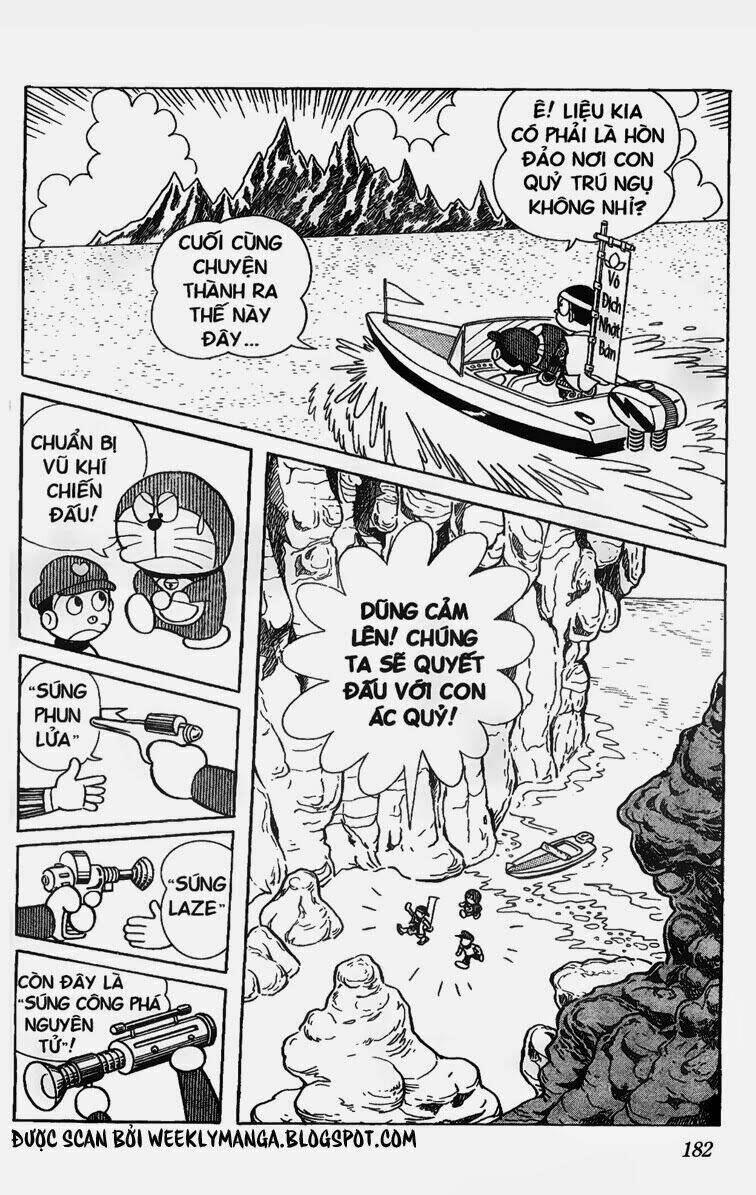 Ê! LIỆU KIA
CÓ PHẢI LÀ HÒN
ĐẢO NƠI CON
QUỶ TRÚ NGỤ
KHÔNG NHỈ?
CUỐI CÙNG
CHUYỆN
THÀNH RA
THẾ NÀY
ĐÂY...
Vô
Địch
Nhật
Bản
CHUẨN BỊ
VŨ KHÍ
CHIẾN
ĐẤU!
DŨNG CẢM
LÊN! CHÚNG
TA SẼ QUYẾT
ĐẤU VỚI CON
ÁC QUỶ!
"SÚNG
PHUN
LỬA"
"SÚNG
LAZE"
CÒN ĐÂY LÀ
"SÚNG CÔNG PHÁ
NGUYÊN
TỬ"!
ĐƯỢC SCAN BỞI WEEKLYMANGA.BLOGSPOT.COM
182